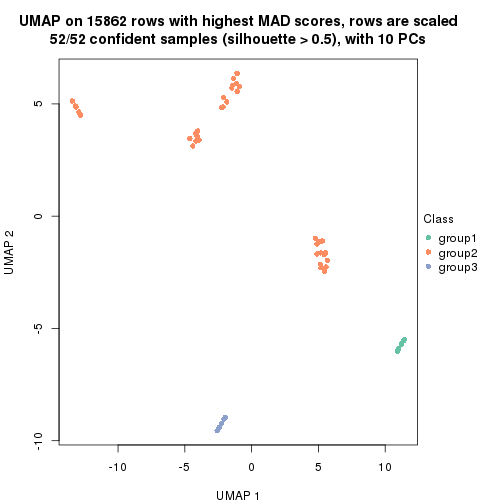 UMAP on 15862 rows with highest MAD scores, rows are scaled
52/52 confident samples (silhouette > 0.5), with 10 PCs
5
0
-5
-10
UMAP 2
Class
group1
group2
group3
-10 -5 0 5 10
UMAP 1